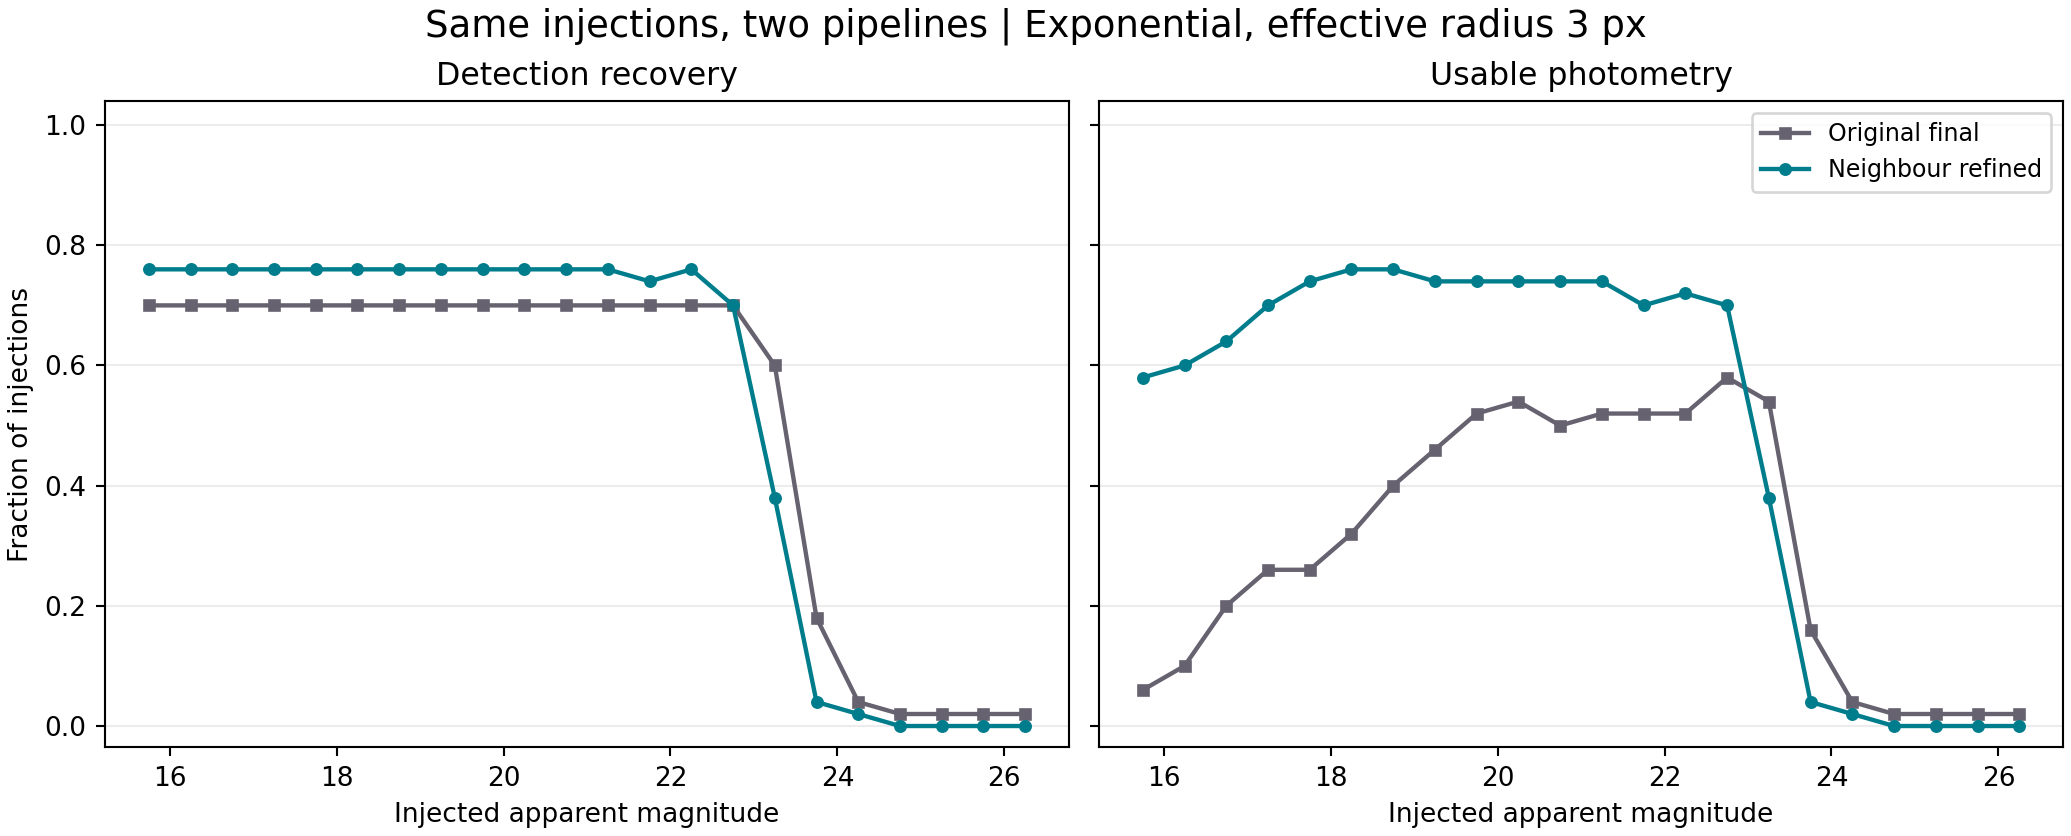 Same injections, two pipelines | Exponential, effective radius 3 px
Detection recovery
Usable photometry
Fraction of injections
1.0
0.8
0.6
0.4
0.2
0.0
16 18 20 22 24 26
Injected apparent magnitude
Original final
Neighbour refined
16 18 20 22 24 26
Injected apparent magnitude